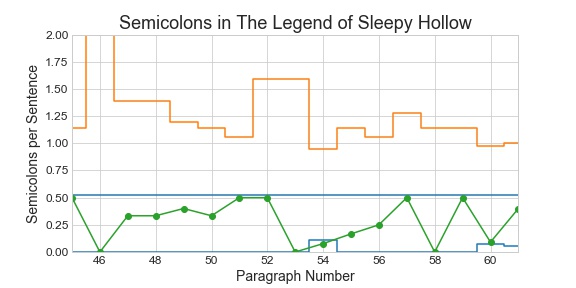 Semicolons in The Legend of Sleepy Hollow
Semicolons per Sentence
2.00
1.75
1.50
1.25
1.00
0.75
0.50
0.25
0.00
46 48 50 52 54 56 58 60
Paragraph Number